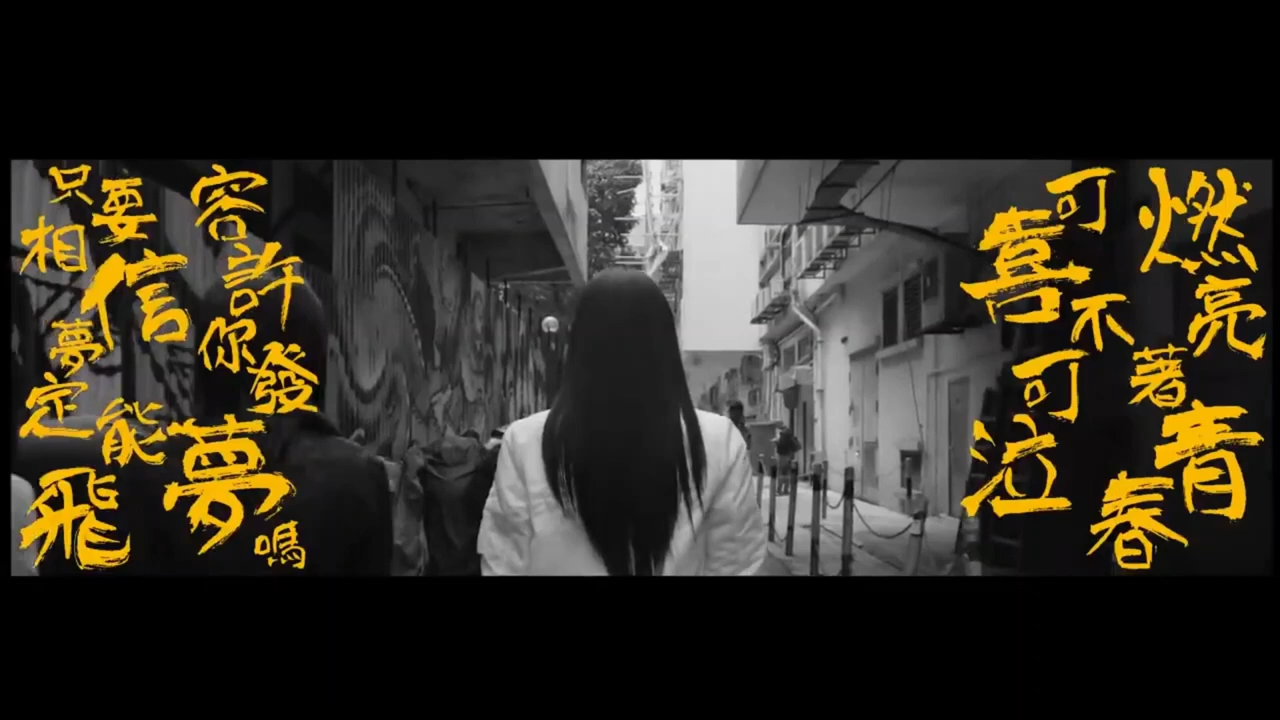 燃亮著青春
可喜不可泣
容許你發夢嗎
只要相信夢定能飛